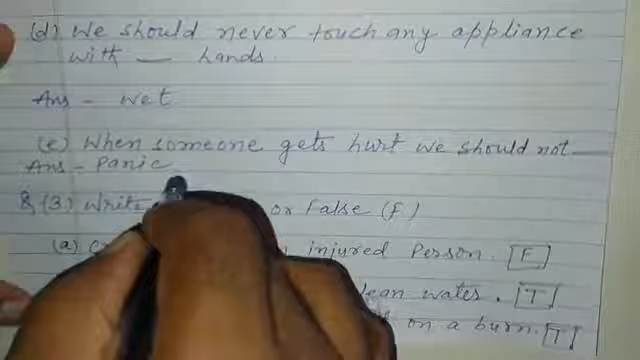 (d) We should never touch any appliance
with — hands.
Ans - wet
(e) When someone gets hurt we should not —
Ans - Panic
Q (3) Write or False (F)
(a) injured Person. [F]
water. [T]
on a burn. [T]